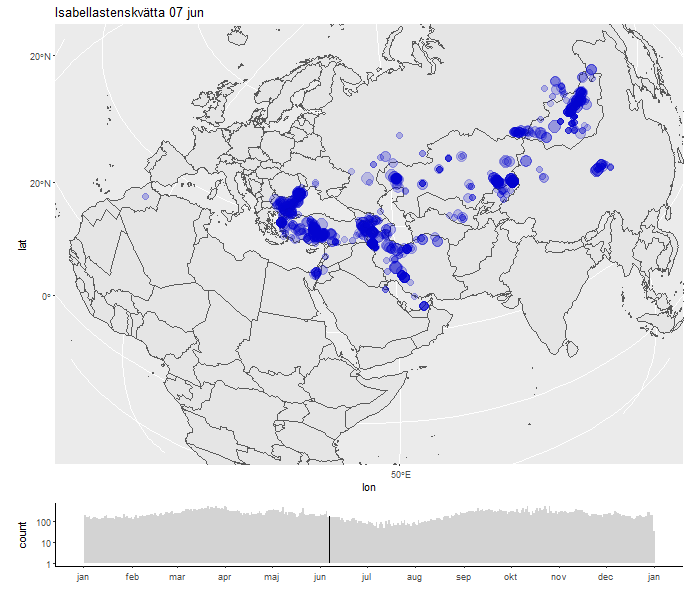 Isabellastenskvätta 07 jun
20°N
20°N
0°
lat
50°E
lon
count
100
10
1
jan feb mar apr maj jun jul aug sep okt nov dec jan